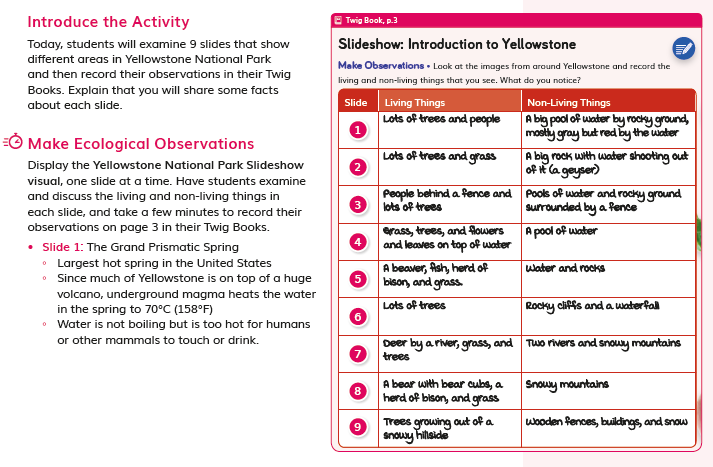 Introduce the Activity
Today, students will examine 9 slides that show
different areas in Yellowstone National Park
and then record their observations in their Twig
Books. Explain that you will share some facts
about each slide.
Make Ecological Observations
Display the Yellowstone National Park Slideshow
visual, one slide at a time. Have students examine
and discuss the living and non-living things in
each slide, and take a few minutes to record their
observations on page 3 in their Twig Books.
• Slide 1: The Grand Prismatic Spring
◦ Largest hot spring in the United States
◦ Since much of Yellowstone is on top of a huge
volcano, underground magma heats the water
in the spring to 70°C (158°F)
◦ Water is not boiling but is too hot for humans
or other mammals to touch or drink.
Twig Book, p.3
Slideshow: Introduction to Yellowstone
Make Observations • Look at the images from around Yellowstone and record the
living and non-living things that you see. What do you notice?
Slide Living Things Non-Living Things
1 Lots of trees and people A big pool of water by rocky ground,
mostly gray but red by the water
2 Lots of trees and grass A big rock with water shooting out
of it (a geyser)
3 People behind a fence and Pools of water and rocky ground
lots of trees surrounded by a fence
4 Grass, trees, and flowers A pool of water
and leaves on top of water
5 A beaver, fish, herd of Water and rocks
bison, and grass.
6 Lots of trees Rocky cliffs and a waterfall
7 Deer by a river, grass, and Two rivers and snowy mountains
trees
8 A bear with bear cubs, a Snowy mountains
herd of bison, and grass
9 Trees growing out of a Wooden fences, buildings, and snow
snowy hillside